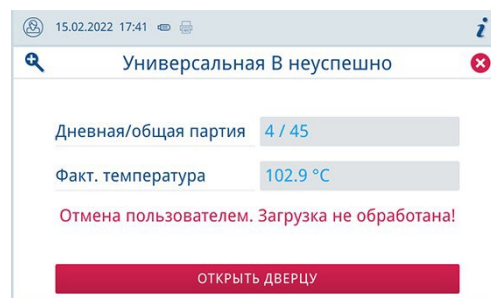 15.02.2022 17:41
i
Универсальная В неуспешно
Дневная/общая партия 4 / 45
Факт. температура 102.9 °C
Отмена пользователем. Загрузка не обработана!
ОТКРЫТЬ ДВЕРЦУ